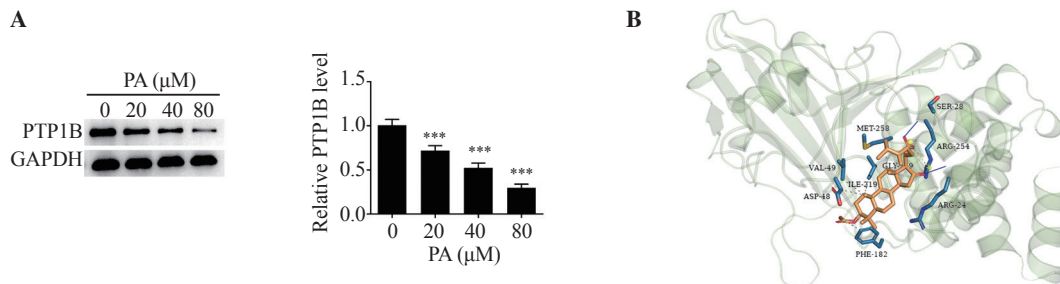 A
PA (μM)
0 20 40 80
PTP1B
GAPDH
Relative PTP1B level
1.5
1.0
0.5
0.0
***
***
***
0 20 40 80
PA (μM)
B
SER-28
MET-258
ARG-254
VAL-49
ILE-219
ASP-48
ARG-24
PHE-182